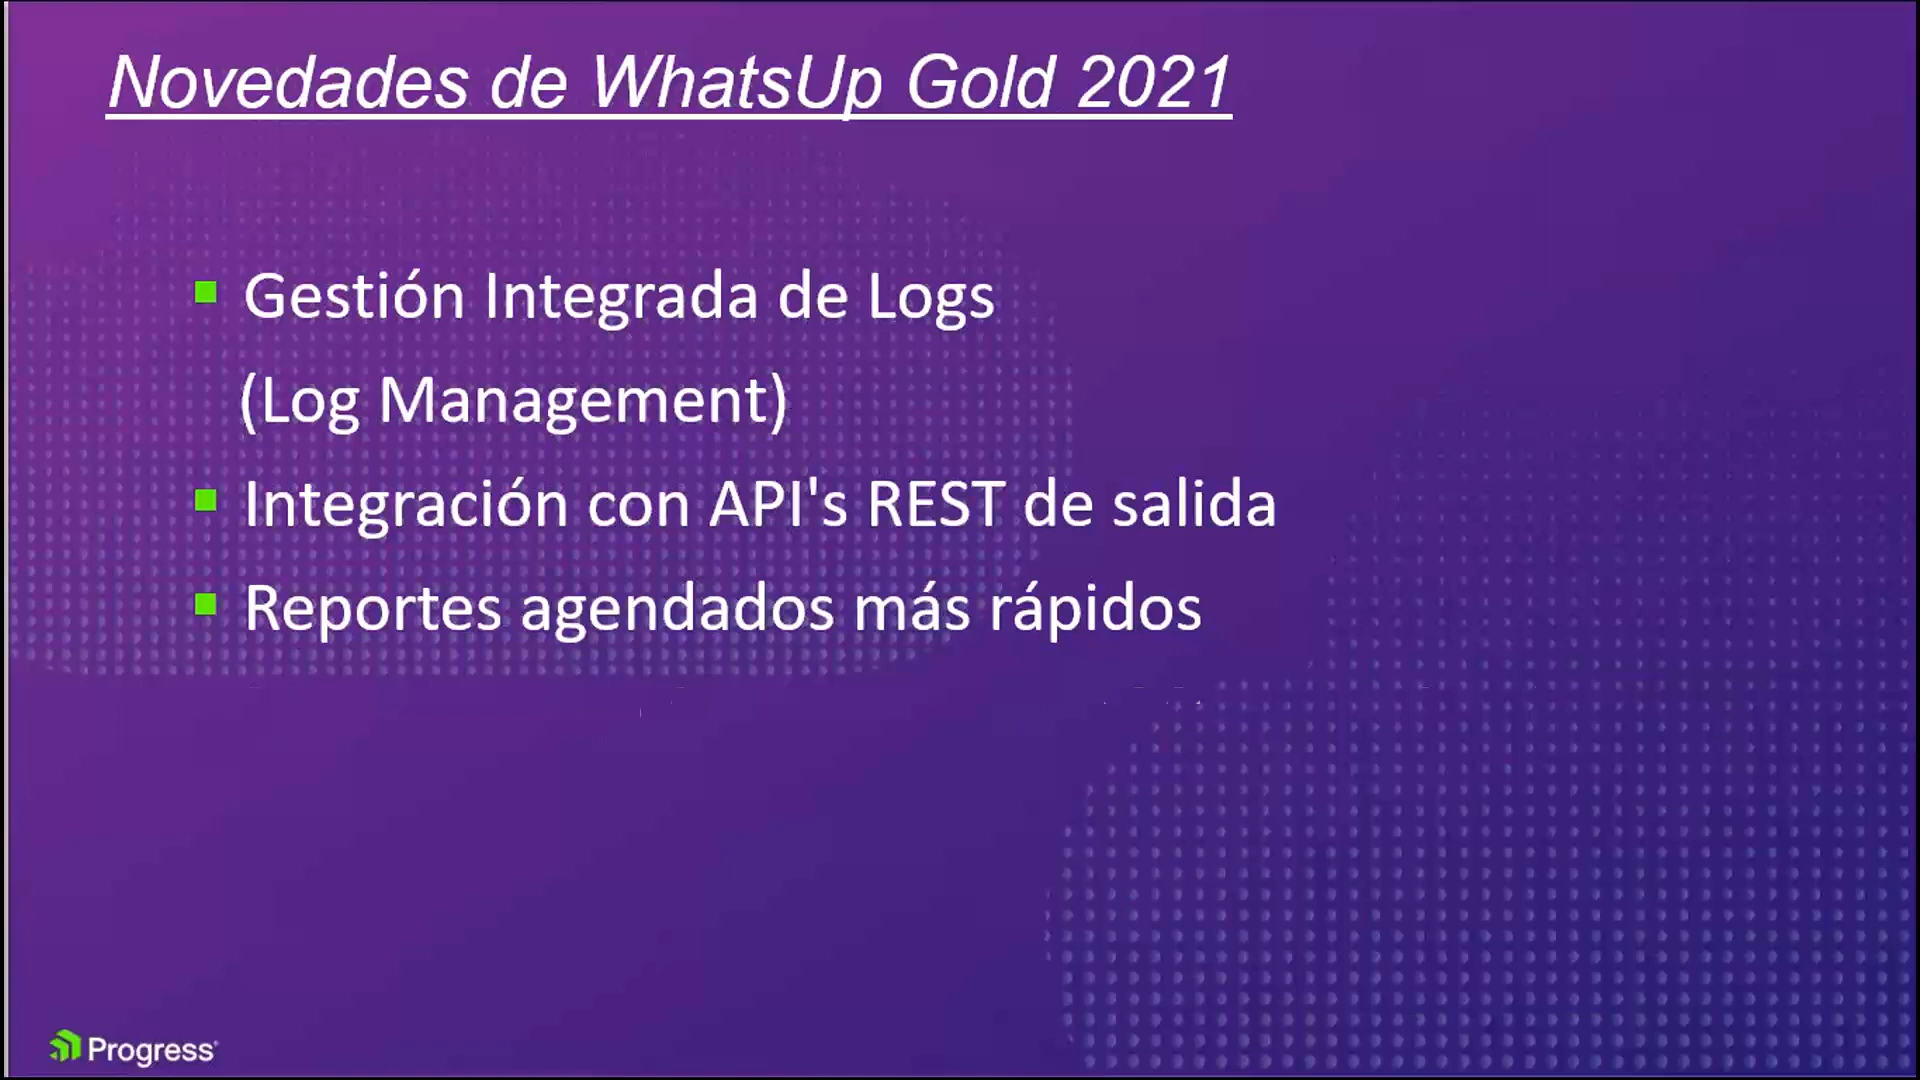 Novedades de WhatsUp Gold 2021
Gestión Integrada de Logs
(Log Management)
Integración con API's REST de salida
Reportes agendados más rápidos
Progress